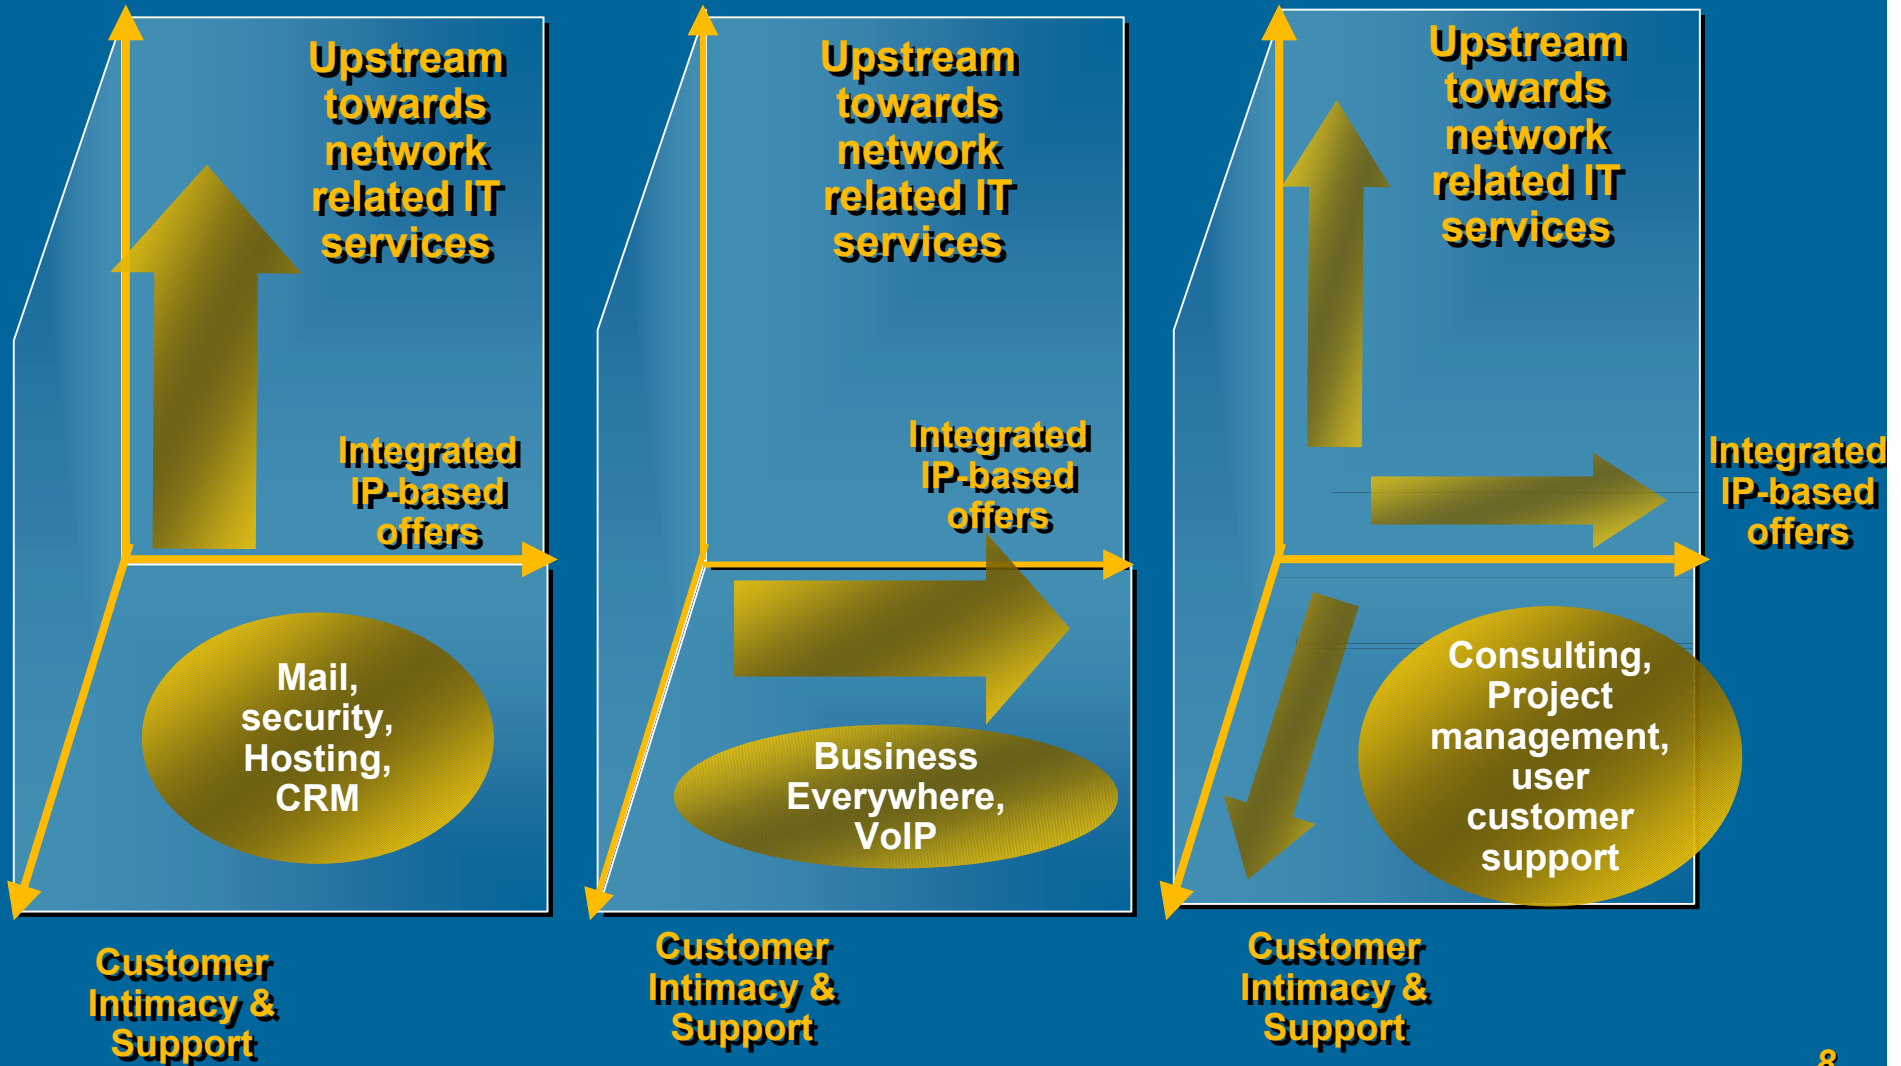 Upstream
towards
network
related IT
services
Integrated
IP-based
offers
Mail,
security,
Hosting,
CRM
Customer
Intimacy &
Support
Upstream
towards
network
related IT
services
Integrated
IP-based
offers
Business
Everywhere,
VoIP
Customer
Intimacy &
Support
Upstream
towards
network
related IT
services
Integrated
IP-based
offers
Consulting,
Project
management,
user
customer
support
Customer
Intimacy &
Support
8